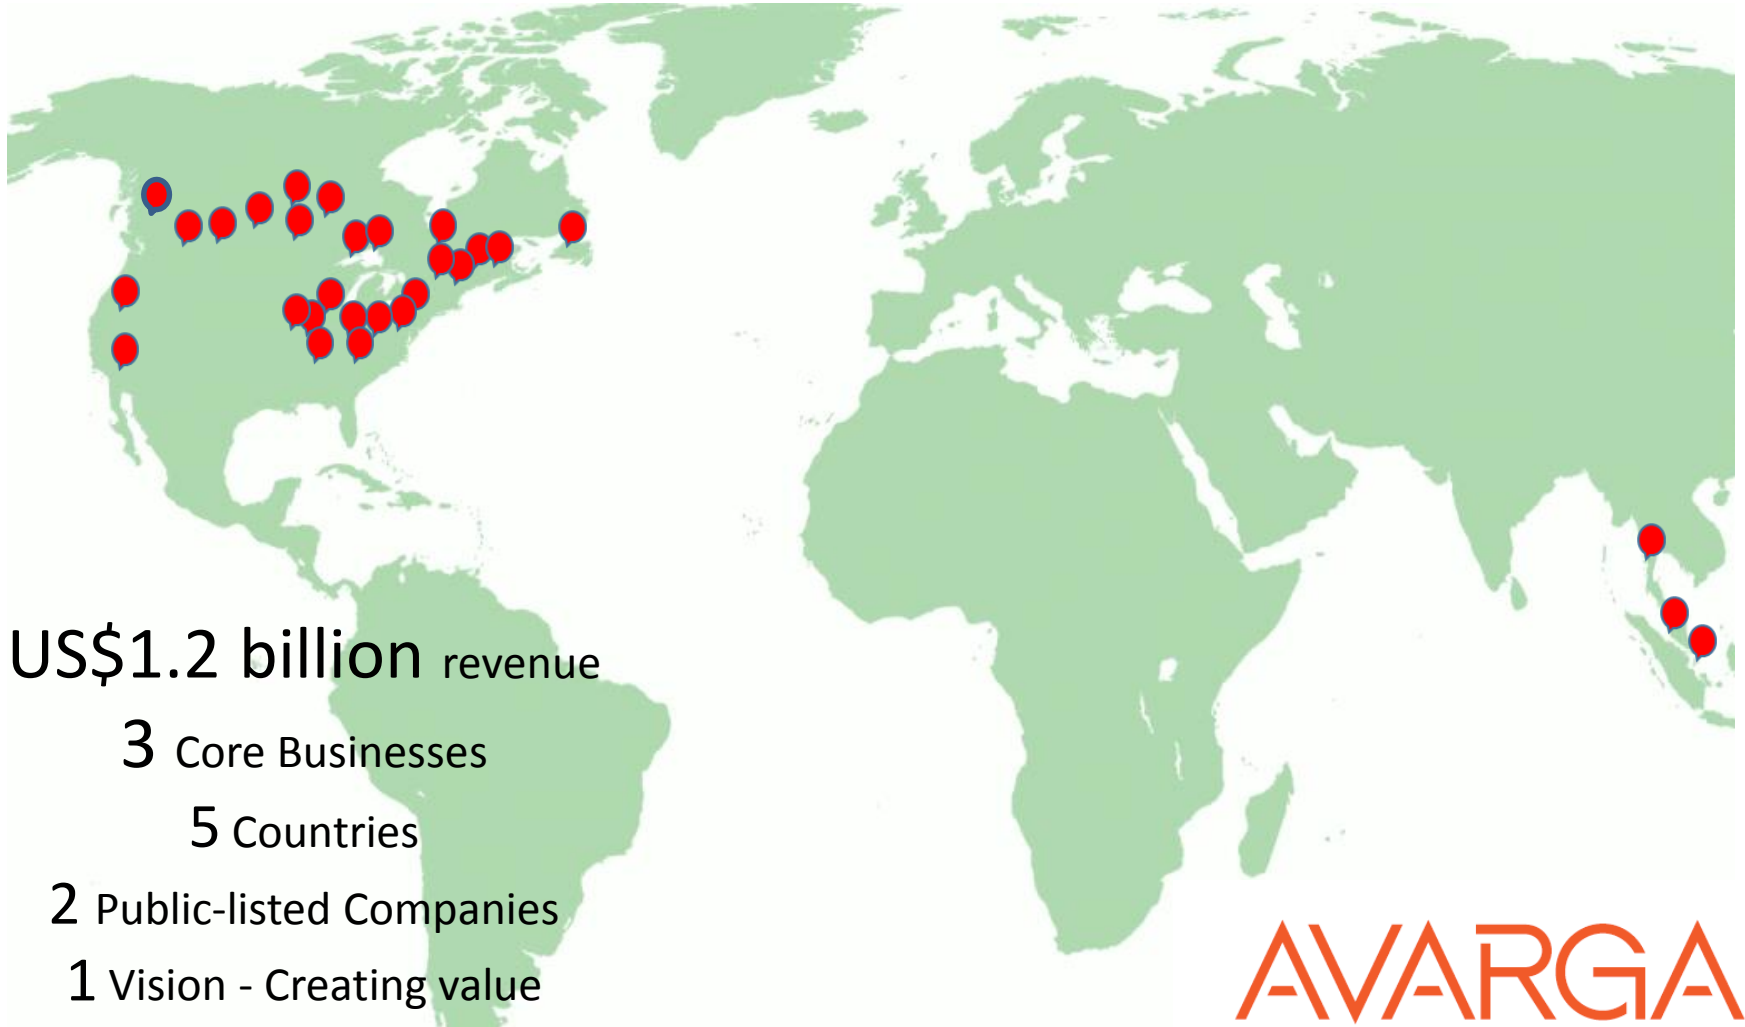 US$1.2 billion revenue
3 Core Businesses
5 Countries
2 Public-listed Companies
1 Vision - Creating value
AVARGA